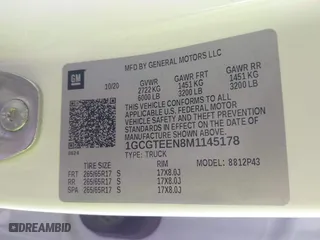 GM
MFD BY GENERAL MOTORS LLC
10/20
GVWR GAWR FRT GAWR RR
2722 KG 1451 KG 1451 KG
6000 LB 3200 LB 3200 LB
THIS VEHICLE CONFORMS TO ALL APPLICABLE
U.S. FEDERAL MOTOR VEHICLE SAFETY, BUMPER,
AND THEFT PREVENTION STANDARDS IN EFFECT
ON THE DATE OF MANUFACTURE SHOWN ABOVE.
1GCGTEEN8M1145178
TYPE: TRUCK
MODEL: 8812P43
TIRE SIZE RIM
FRT 265/65R17 S 17X8.0J
RR 265/65R17 S 17X8.0J
SPA 265/65R17 S 17X8.0J
DREAMBID